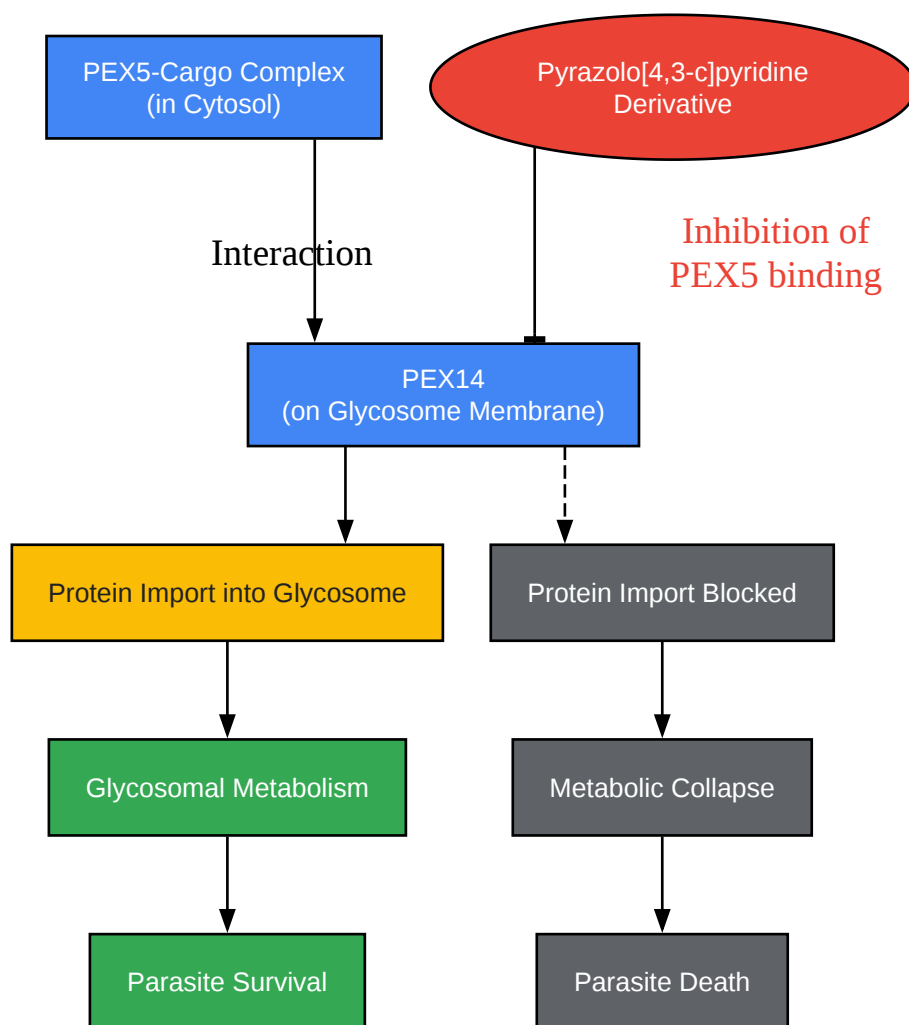 PEX5-Cargo Complex
(in Cytosol)
Pyrazolo[4,3-c]pyridine
Derivative
Interaction
Inhibition of
PEX5 binding
PEX14
(on Glycosome Membrane)
Protein Import into Glycosome
Protein Import Blocked
Glycosomal Metabolism
Metabolic Collapse
Parasite Survival
Parasite Death